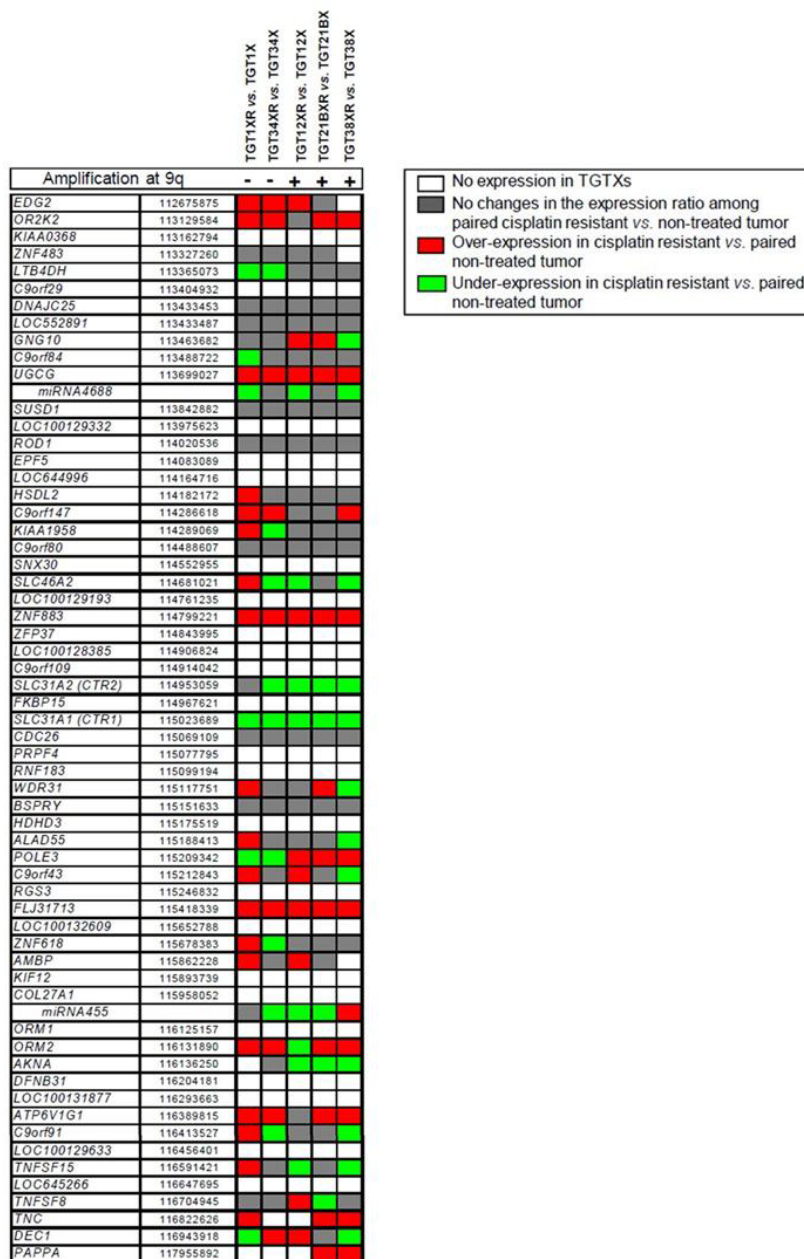 TGT1XR vs. TGT1X
TGT34XR vs. TGT34X
TGT12XR vs. TGT12X
TGT21BXR vs. TGT21BX
TGT38XR vs. TGT38X
Amplification at 9q - - + + +
EDG2 112675875
OR2K2 113129584
KIAA0368 113162794
ZNF483 113327260
LTB4DH 113365073
C9orf29 113404932
DNAJC25 113433453
LOC552891 113433487
GNG10 113463682
C9orf84 113488722
UGCG 113699027
miRNA4688
SUSD1 113842882
LOC100129332 113975623
ROD1 114020536
EPF5 114083089
LOC644996 114164716
HSDL2 114182172
C9orf147 114286618
KIAA1958 114289069
C9orf80 114488607
SNX30 114552955
SLC46A2 114681021
LOC100129193 114761235
ZNF883 114799221
ZFP37 114843995
LOC100128385 114906824
C9orf109 114914042
SLC31A2 (CTR2) 114953059
FKBP15 114967621
SLC31A1 (CTR1) 115023689
CDC26 115069109
PRPF4 115077795
RNF183 115099194
WDR31 115117751
BSPRY 115151633
HDHD3 115175519
ALAD55 115188413
POLE3 115209342
C9orf43 115212843
RGS3 115246832
FLJ31713 115418339
LOC100132609 115652788
ZNF618 115678383
AMBP 115862228
KIF12 115893739
COL27A1 115958052
miRNA455
ORM1 116125157
ORM2 116131890
AKNA 116136250
DFNB31 116204181
LOC100131877 116293663
ATP6V1G1 116389815
C9orf91 116413527
LOC100129633 116456401
TNFSF15 116591421
LOC645266 116647695
TNFSF8 116704945
TNC 116822626
DEC1 116943918
PAPPA 117955892
No expression in TGTXs
No changes in the expression ratio among
paired cisplatin resistant vs. non-treated tumor
Over-expression in cisplatin resistant vs. paired
non-treated tumor
Under-expression in cisplatin resistant vs. paired
non-treated tumor